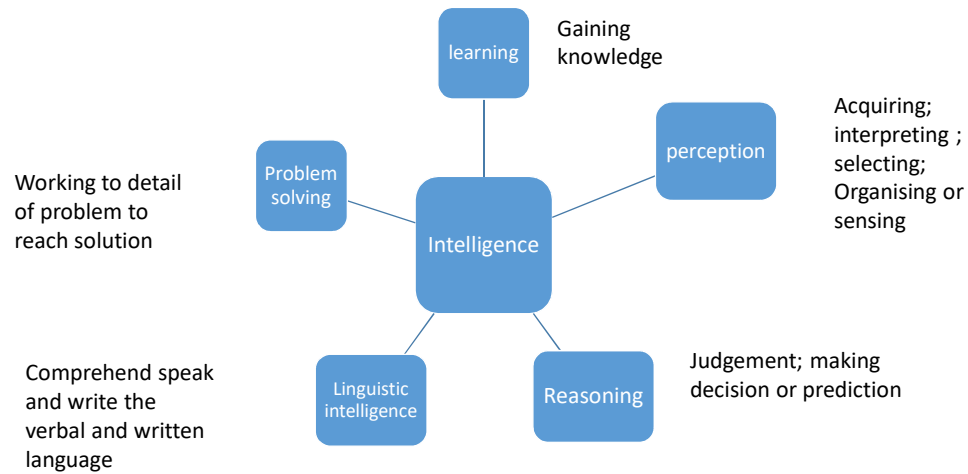 learning
Gaining
knowledge
perception
Acquiring;
interpreting ;
selecting;
Organising or
sensing
Problem
solving
Working to detail
of problem to
reach solution
Intelligence
Linguistic
intelligence
Comprehend speak
and write the
verbal and written
language
Reasoning
Judgement; making
decision or prediction